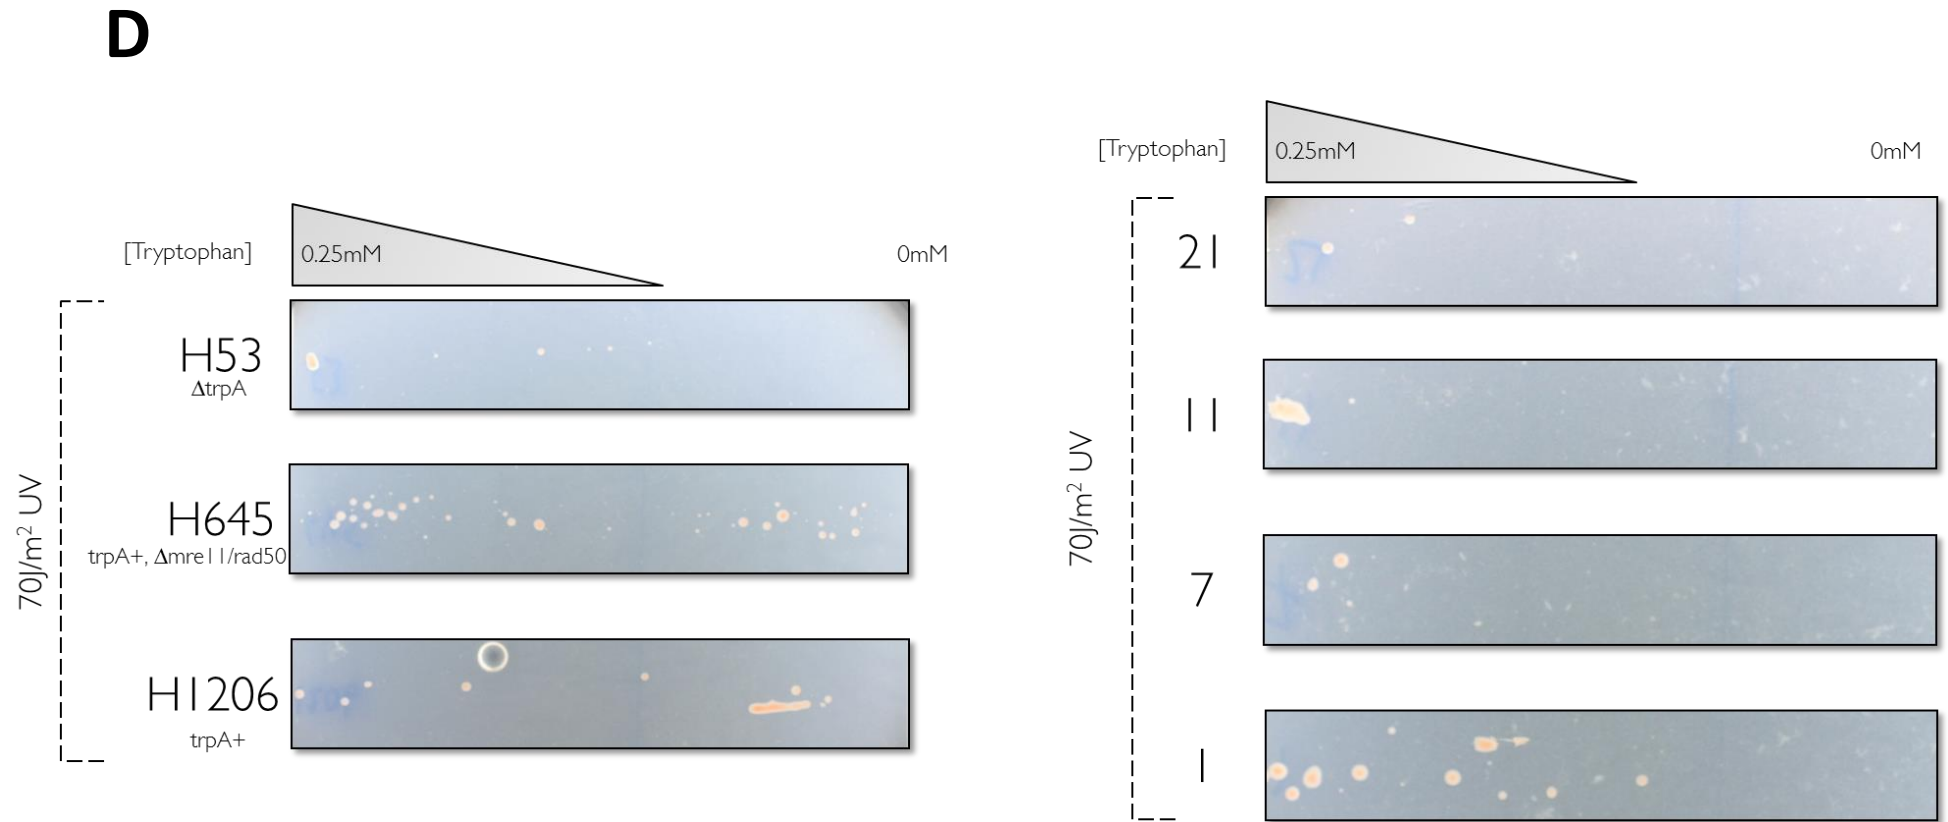 D
[Tryptophan]
0.25mM
0mM
H53
ΔtrpA
H645
trpA+, Δmre11/rad50
H1206
trpA+
70J/m² UV
[Tryptophan]
0.25mM
0mM
21
11
7
1
70J/m² UV